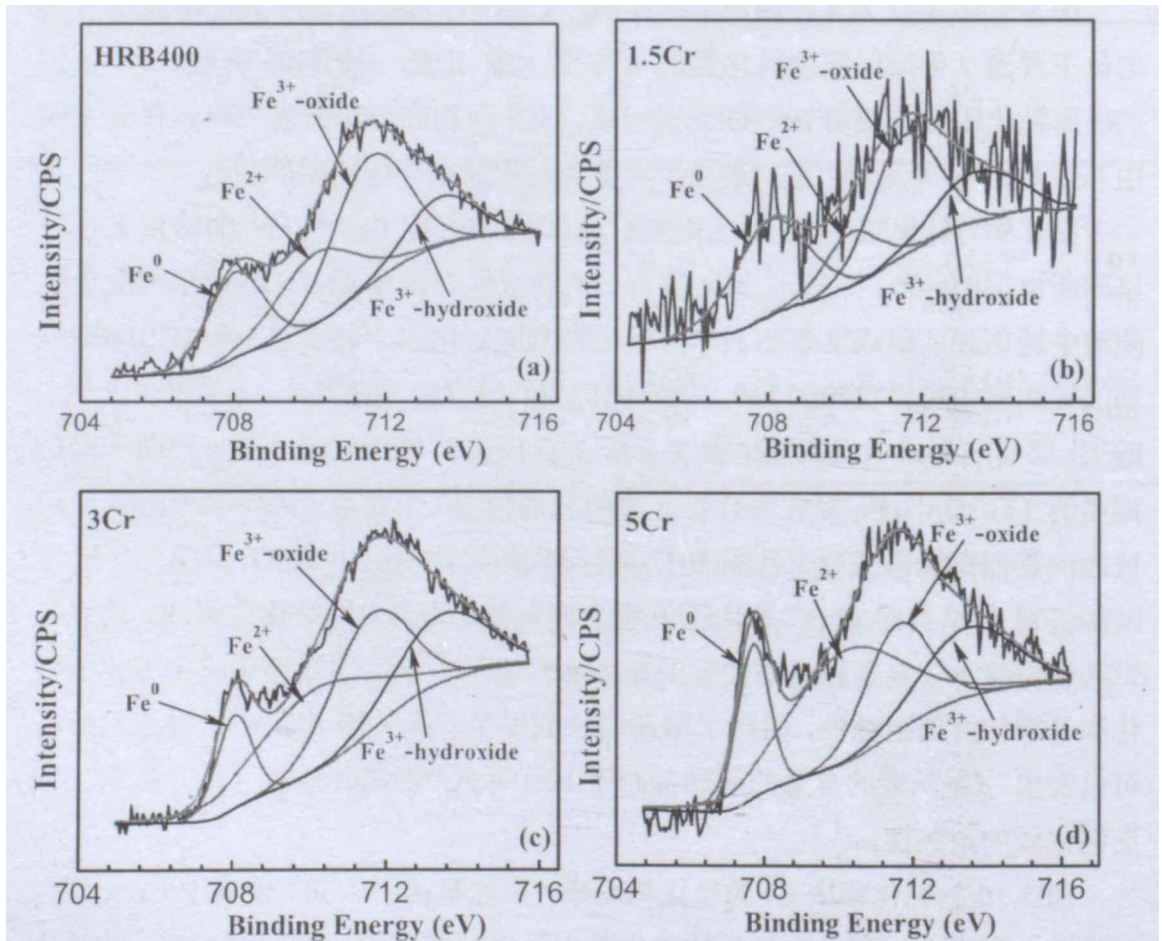 HRB400
Fe³⁺-oxide
Fe²⁺
Fe⁰
Fe³⁺-hydroxide
(a)
Intensity/CPS
704 708 712 716
Binding Energy (eV)
1.5Cr
Fe³⁺-oxide
Fe²⁺
Fe⁰
Fe³⁺-hydroxide
(b)
Intensity/CPS
704 708 712 716
Binding Energy (eV)
3Cr
Fe³⁺-oxide
Fe²⁺
Fe⁰
Fe³⁺-hydroxide
(c)
Intensity/CPS
704 708 712 716
Binding Energy (eV)
5Cr
Fe³⁺-oxide
Fe²⁺
Fe⁰
Fe³⁺-hydroxide
(d)
Intensity/CPS
704 708 712 716
Binding Energy (eV)